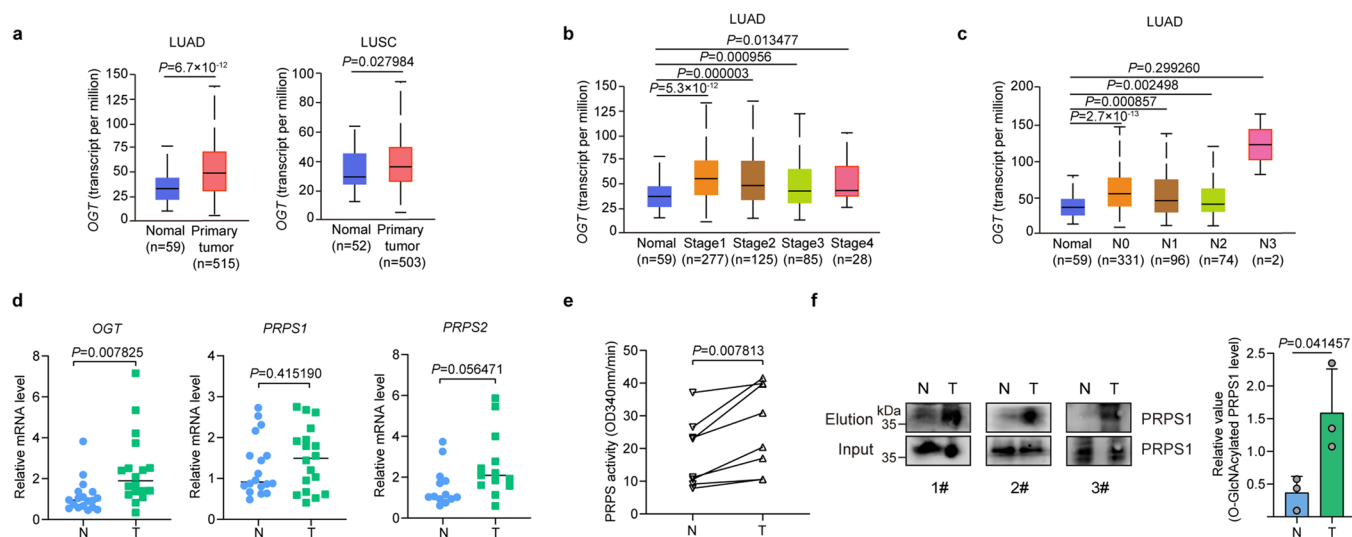 a
LUAD
P=6.7×10⁻¹²
OGT (transcript per million)
150
125
100
75
50
25
0
Nomal
(n=59)
Primary
tumor
(n=515)
LUSC
P=0.027984
OGT (transcript per million)
100
80
60
40
20
0
Nomal
(n=52)
Primary
tumor
(n=503)
b
LUAD
P=0.013477
P=0.000956
P=0.000003
P=5.3×10⁻¹²
OGT (transcript per million)
150
125
100
75
50
25
0
Nomal Stage1 Stage2 Stage3 Stage4
(n=59) (n=277) (n=125) (n=85) (n=28)
c
LUAD
P=0.299260
P=0.002498
P=0.000857
P=2.7×10⁻¹³
OGT (transcript per million)
200
150
100
50
0
Nomal N0 N1 N2 N3
(n=59) (n=331) (n=96) (n=74) (n=2)
d
OGT
P=0.007825
Relative mRNA level
8
6
4
2
0
N T
PRPS1
P=0.415190
Relative mRNA level
4
3
2
1
0
N T
PRPS2
P=0.056471
Relative mRNA level
8
6
4
2
0
N T
e
P=0.007813
PRPS activity (OD340nm/min)
50
40
30
20
10
0
N T
f
N T N T N T
kDa
Elution 35 PRPS1
Input 35 PRPS1
1# 2# 3#
P=0.041457
Relative value
(O-GlcNAcylated PRPS1 level)
2.5
2.0
1.5
1.0
0.5
0.0
N T